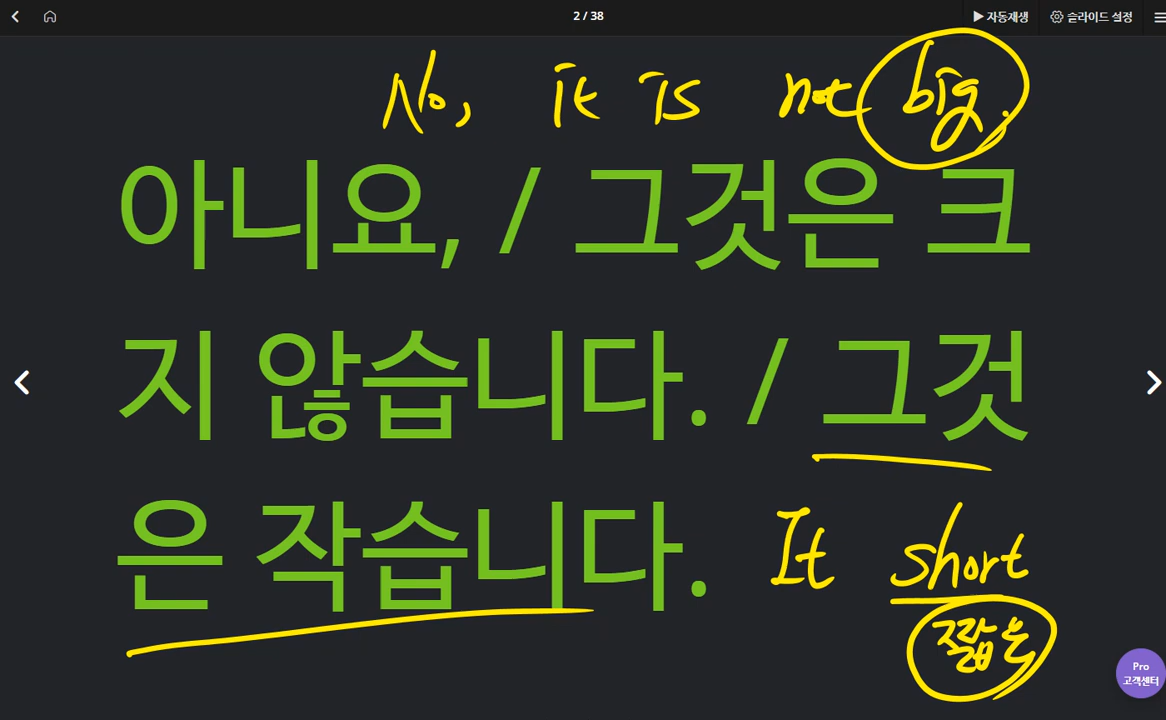 2 / 38
자동재생
슬라이드 설정
No, it is not big.
아니요, / 그것은 크
지 않습니다. / 그것
은 작습니다.
It short
짧은
Pro
고객센터